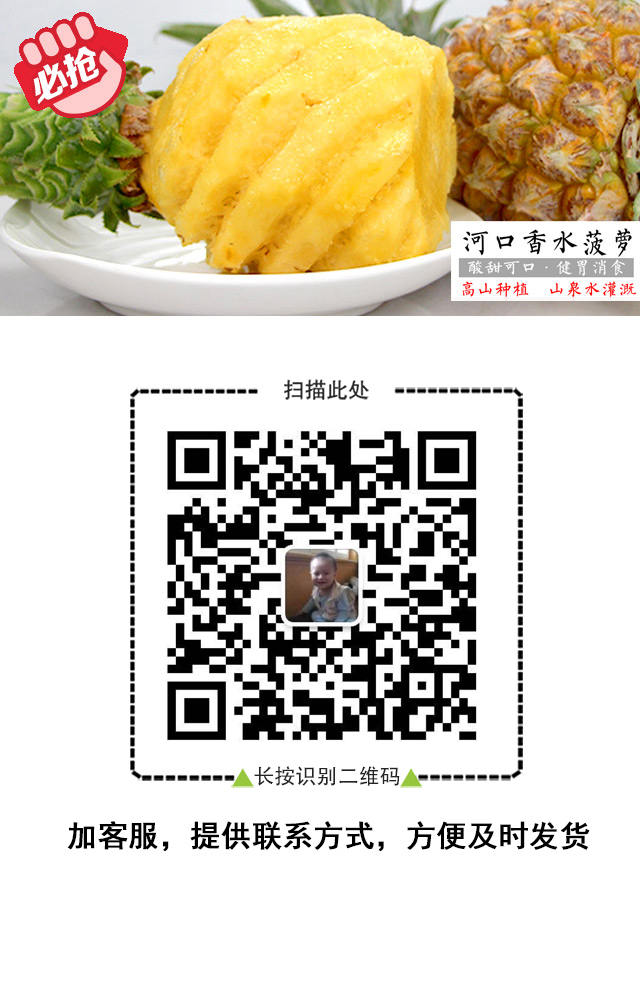 必抢
河口香水菠萝
酸甜可口·健胃消食
高山种植 山泉水灌溉
扫描此处
长按识别二维码
加客服，提供联系方式，方便及时发货